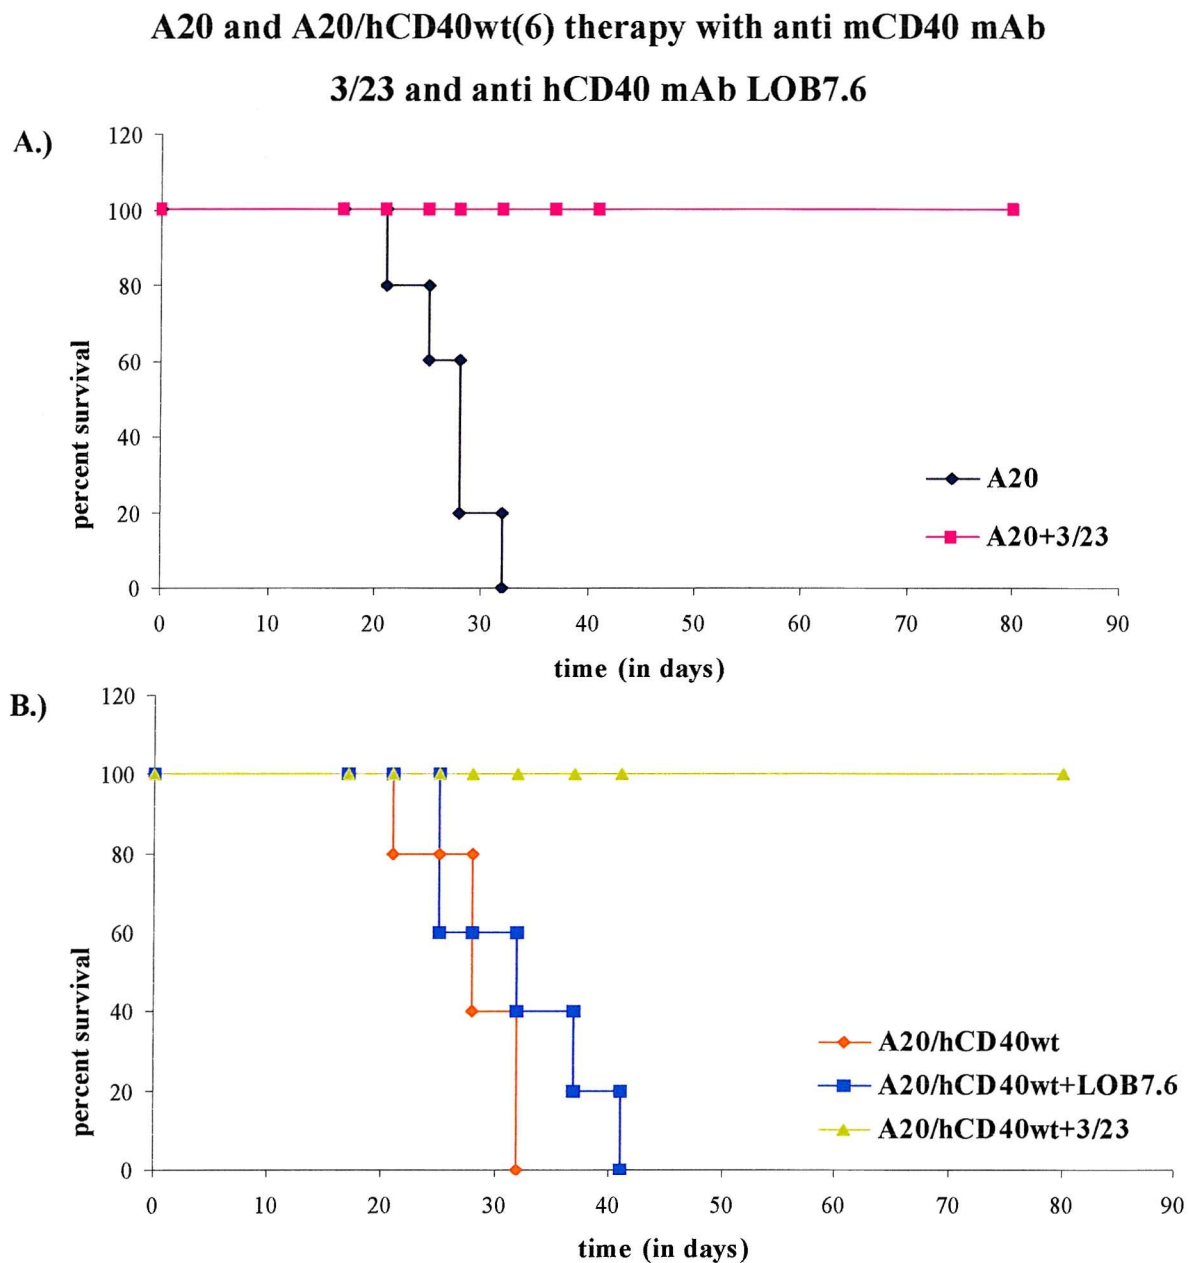 A20 and A20/hCD40wt(6) therapy with anti mCD40 mAb
3/23 and anti hCD40 mAb LOB7.6
A.)
120
100
80
60
40
20
0
percent survival
0 10 20 30 40 50 60 70 80 90
time (in days)
A20
A20+3/23
B.)
120
100
80
60
40
20
0
percent survival
0 10 20 30 40 50 60 70 80 90
time (in days)
A20/hCD40wt
A20/hCD40wt+LOB7.6
A20/hCD40wt+3/23